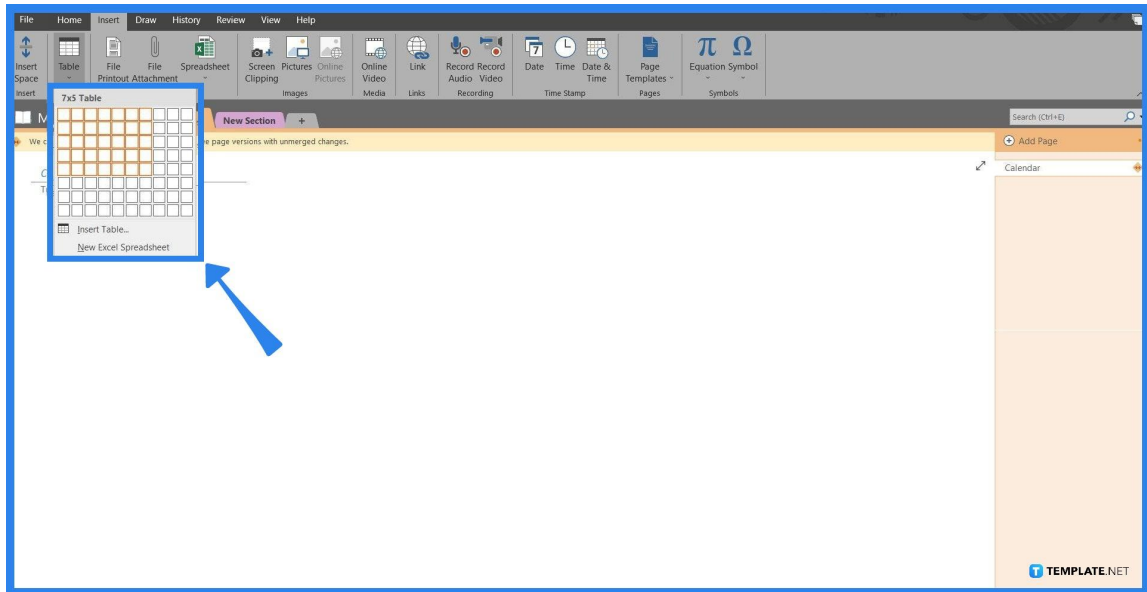 File Home Insert Draw History Review View Help
Insert Space
Table
File Printout
File Attachment
Spreadsheet
Screen Clipping
Pictures
Online Pictures
Online Video
Link
Record Audio
Record Video
Date
Time
Date & Time
Page Templates
π Equation
Ω Symbol
Insert
Images
Media
Links
Recording
Time Stamp
Pages
Symbols
7x5 Table
Insert Table...
New Excel Spreadsheet
New Section
+
Search (Ctrl+E)
We
page versions with unmerged changes.
Add Page
Calendar
TEMPLATE.NET